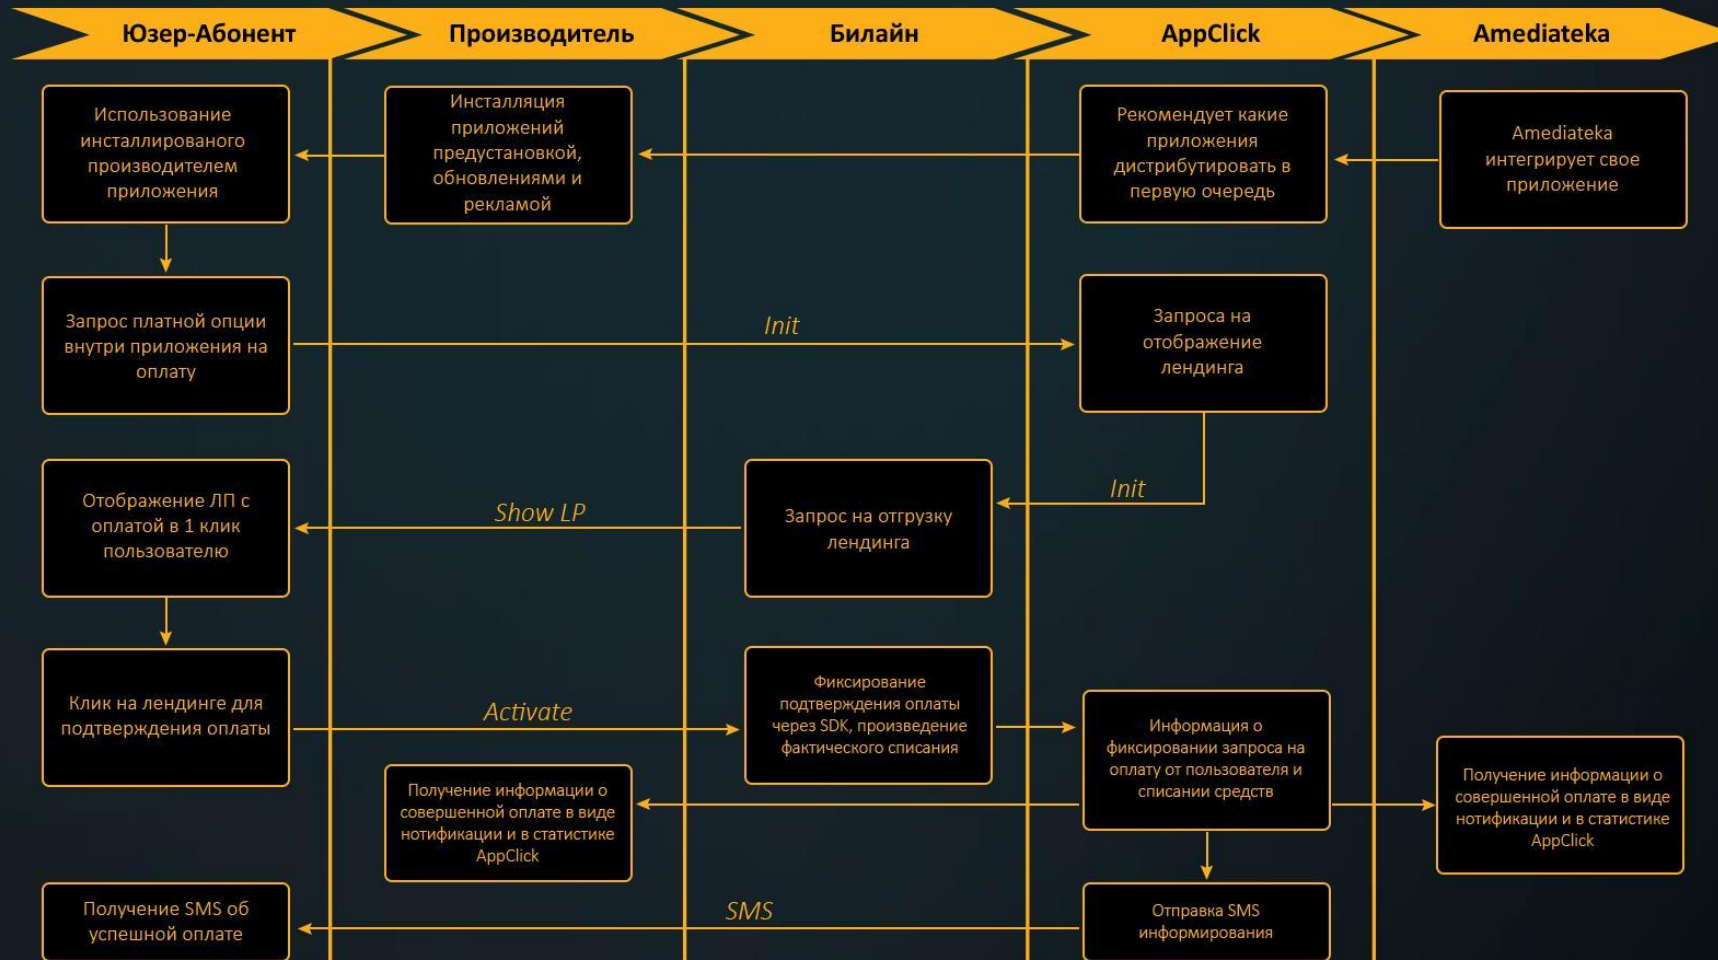 Юзер-Абонент
Производитель
Билайн
AppClick
Amediateka
Использование
инсталлированого
производителем
приложения
Инсталляция
приложений
предустановкой,
обновлениями и
рекламой
Рекомендует какие
приложения
дистрибутировать в
первую очередь
Amediateka
интегрирует свое
приложение
Запрос платной опции
внутри приложения на
оплату
Init
Запроса на
отображение
лендинга
Отображение ЛП с
оплатой в 1 клик
пользователю
Show LP
Запрос на отгрузку
лендинга
Init
Клик на лендинге для
подтверждения оплаты
Activate
Фиксирование
подтверждения оплаты
через SDK, произведение
фактического списания
Информация о
фиксировании запроса на
оплату от пользователя и
списании средств
Получение информации о
совершенной оплате в виде
нотификации и в статистике
AppClick
Получение информации о
совершенной оплате в виде
нотификации и в статистике
AppClick
Получение SMS об
успешной оплате
SMS
Отправка SMS
информирования